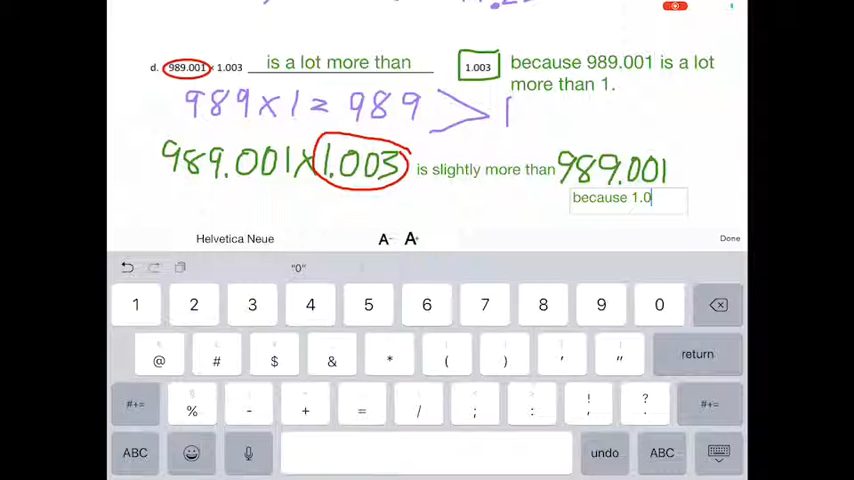 d. 989.001 × 1.003 is a lot more than 1.003 because 989.001 is a lot
more than 1.
989 × 1 = 989 > 1
989.001 × 1.003 is slightly more than 989.001
because 1.0
Helvetica Neue A- A+ Done
"0"
1 2 3 4 5 6 7 8 9 0
@ # $ & * ( ) ' " return
#+= % - + = / ; : ! ? #+=
ABC undo ABC